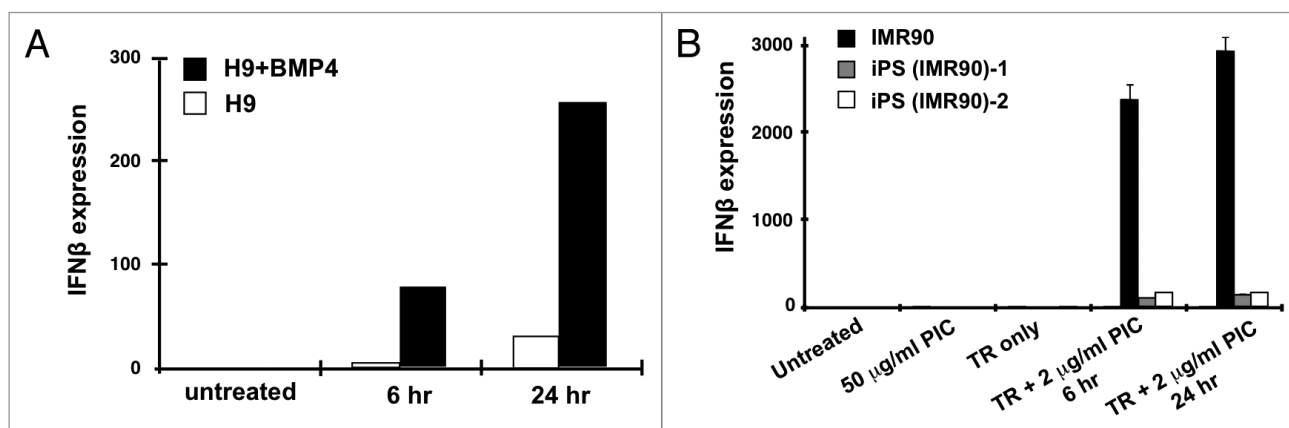 A
IFNβ expression
300
200
100
0
H9+BMP4
H9
untreated
6 hr
24 hr
B
IFNβ expression
3000
2000
1000
0
IMR90
iPS (IMR90)-1
iPS (IMR90)-2
Untreated
50 μg/ml PIC
TR only
TR + 2 μg/ml PIC
6 hr
TR + 2 μg/ml PIC
24 hr